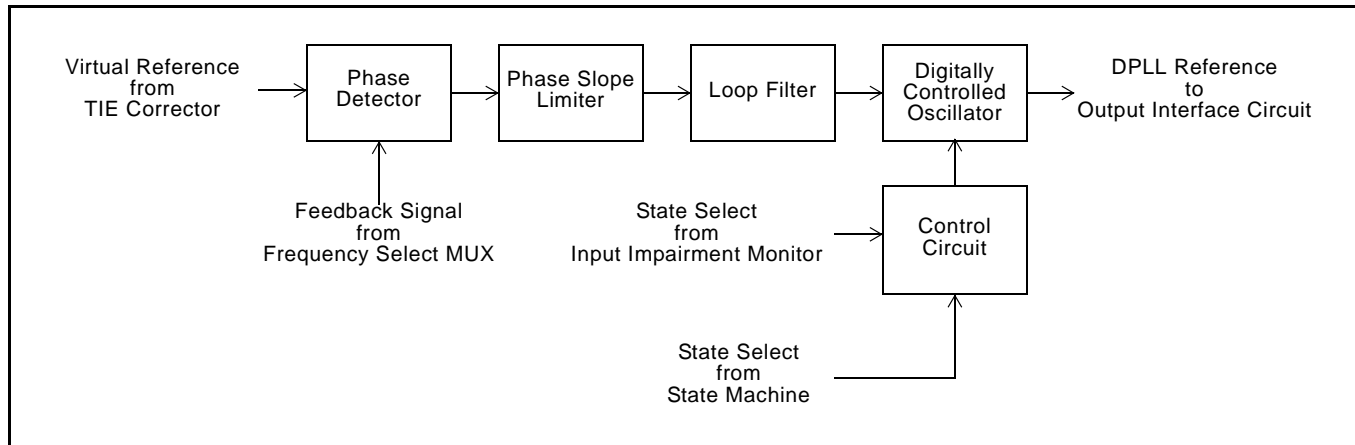 Virtual Reference
from
TIE Corrector
Phase
Detector
Phase Slope
Limiter
Loop Filter
Digitally
Controlled
Oscillator
DPLL Reference
to
Output Interface Circuit
Feedback Signal
from
Frequency Select MUX
State Select
from
Input Impairment Monitor
Control
Circuit
State Select
from
State Machine